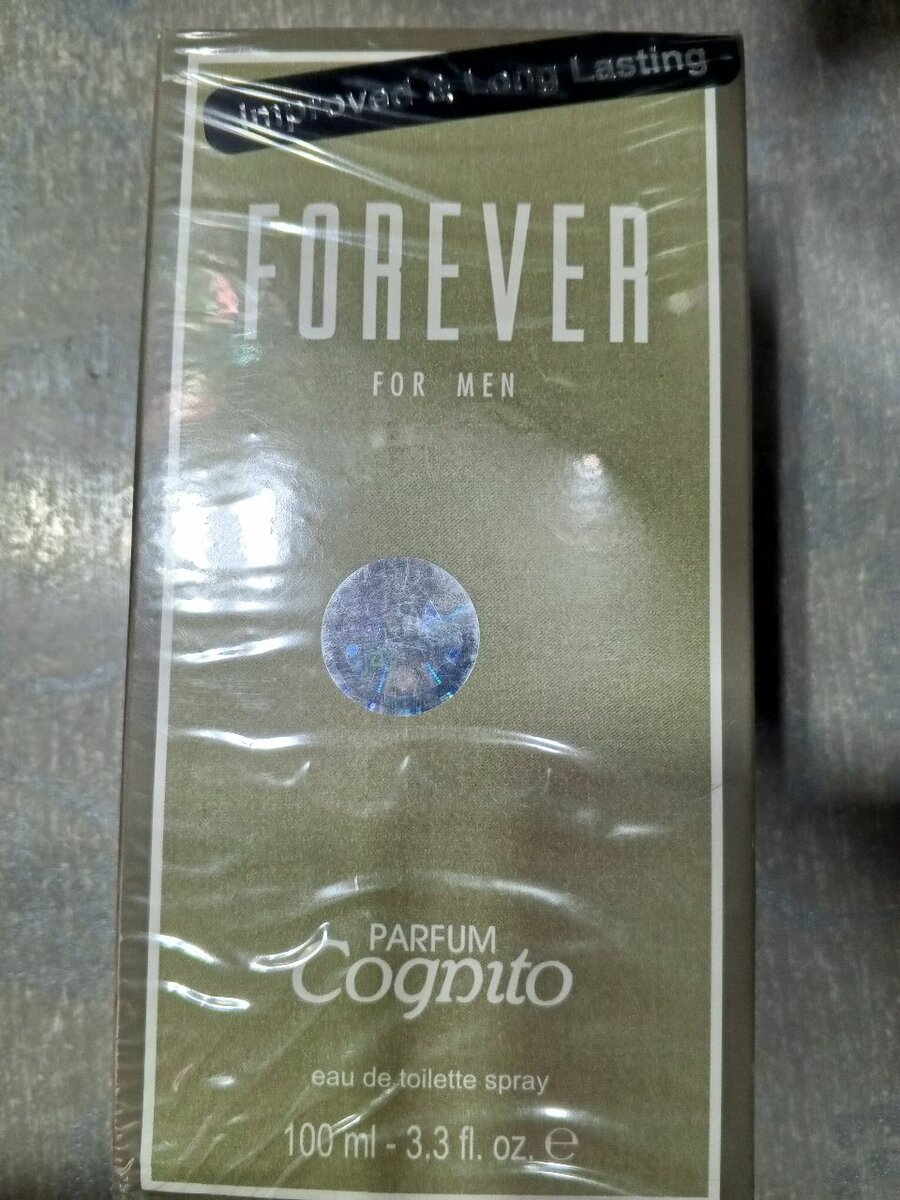 Improved & Long Lasting
FOREVER
FOR MEN
PARFUM
Cognito
eau de toilette spray
100 ml - 3.3 fl. oz. ℮